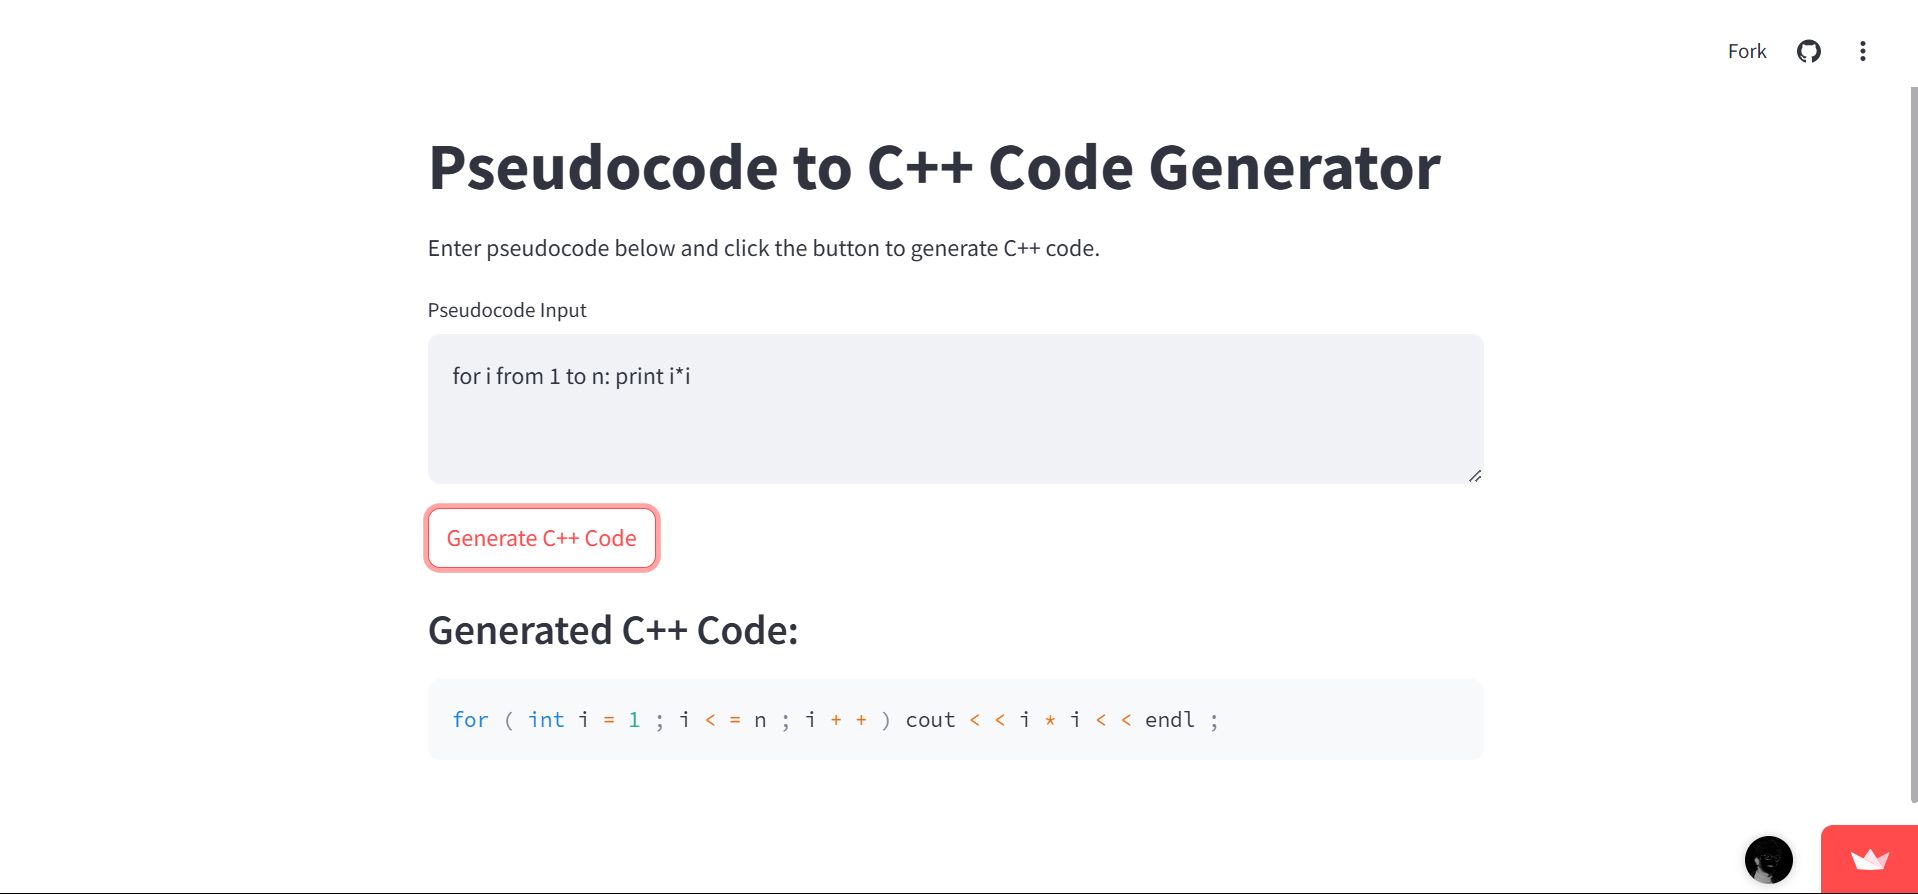 Fork
Pseudocode to C++ Code Generator
Enter pseudocode below and click the button to generate C++ code.
Pseudocode Input
for i from 1 to n: print i*i
Generate C++ Code
Generated C++ Code:
for ( int i = 1 ; i < = n ; i + + ) cout < < i * i < < endl ;